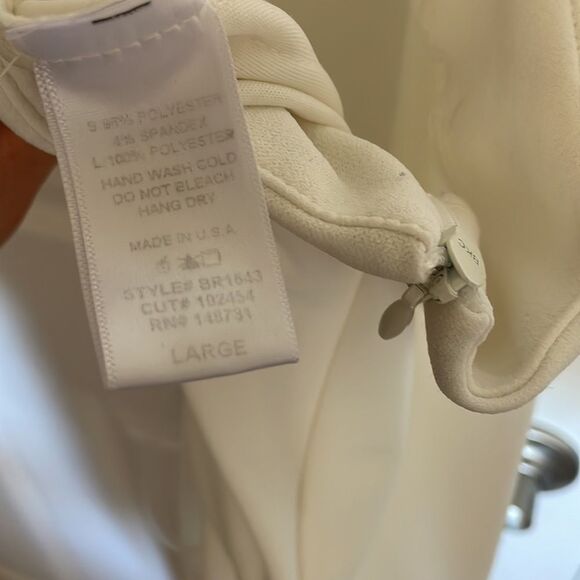 S.96% POLYESTER
4% SPANDEX
L.100% POLYESTER
HAND WASH COLD
DO NOT BLEACH
HANG DRY
MADE IN U.S.A.
STYLE# BR1643
CUT# 102454
RN# 148731
LARGE